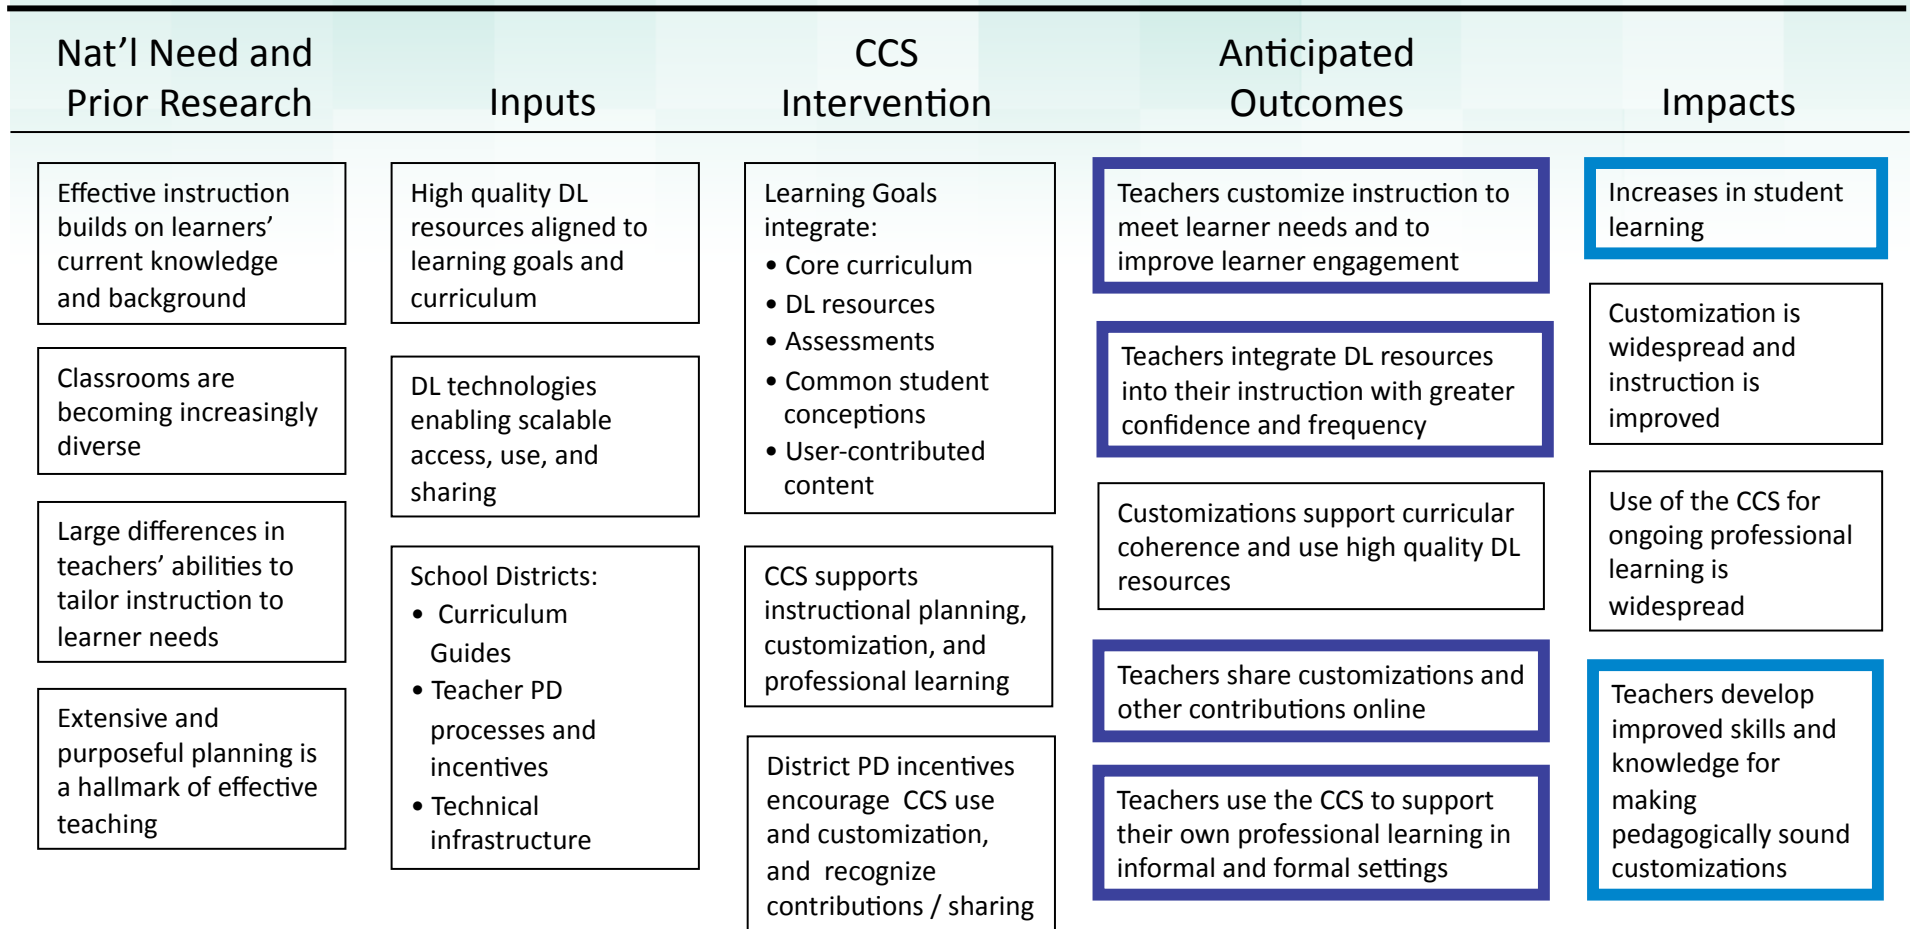 Nat’l Need and
Prior Research
Inputs
CCS
Intervention
Anticipated
Outcomes
Impacts
Effective instruction
builds on learners’
current knowledge
and background
Classrooms are
becoming increasingly
diverse
Large differences in
teachers’ abilities to
tailor instruction to
learner needs
Extensive and
purposeful planning is
a hallmark of effective
teaching
High quality DL
resources aligned to
learning goals and
curriculum
DL technologies
enabling scalable
access, use, and
sharing
School Districts:
• Curriculum
Guides
• Teacher PD
processes and
incentives
• Technical
infrastructure
Learning Goals
integrate:
• Core curriculum
• DL resources
• Assessments
• Common student
conceptions
• User-contributed
content
CCS supports
instructional planning,
customization, and
professional learning
District PD incentives
encourage CCS use
and customization,
and recognize
contributions / sharing
Teachers customize instruction to
meet learner needs and to
improve learner engagement
Teachers integrate DL resources
into their instruction with greater
confidence and frequency
Customizations support curricular
coherence and use high quality DL
resources
Teachers share customizations and
other contributions online
Teachers use the CCS to support
their own professional learning in
informal and formal settings
Increases in student
learning
Customization is
widespread and
instruction is
improved
Use of the CCS for
ongoing professional
learning is
widespread
Teachers develop
improved skills and
knowledge for
making
pedagogically sound
customizations